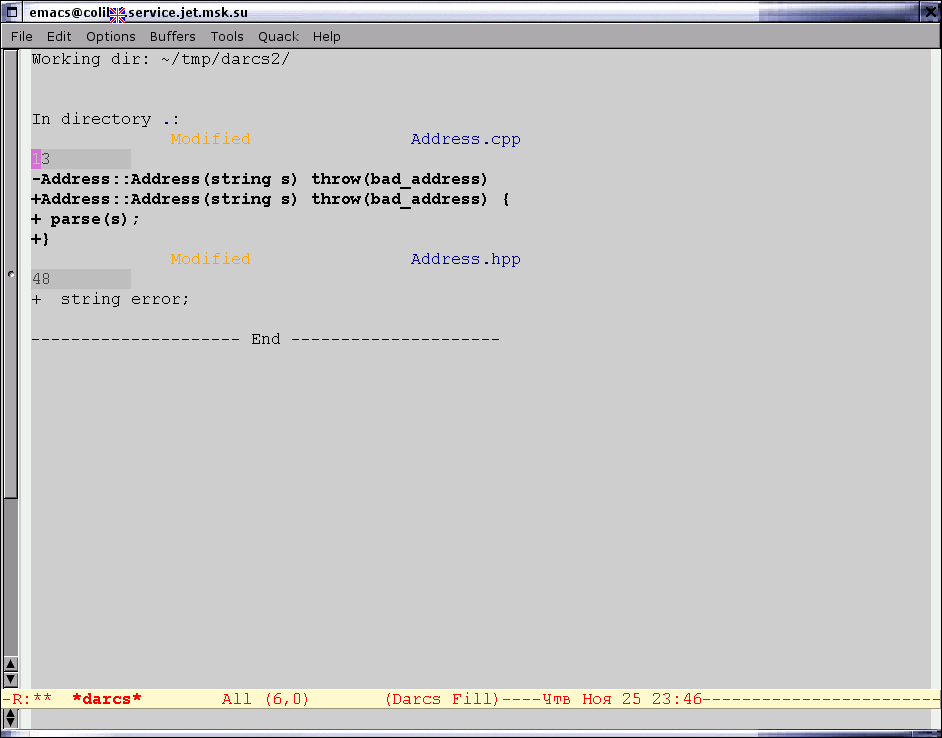 emacs@coli.service.jet.msk.su
File Edit Options Buffers Tools Quack Help
Working dir: ~/tmp/darcs2/
In directory .:
Modified Address.cpp
13
-Address::Address(string s) throw(bad_address)
+Address::Address(string s) throw(bad_address) {
+ parse(s);
+}
Modified Address.hpp
48
+  string error;
--------------------- End ---------------------
-R:**  *darcs*        All (6,0)        (Darcs Fill)----Чтв Ноя 25 23:46------------------------